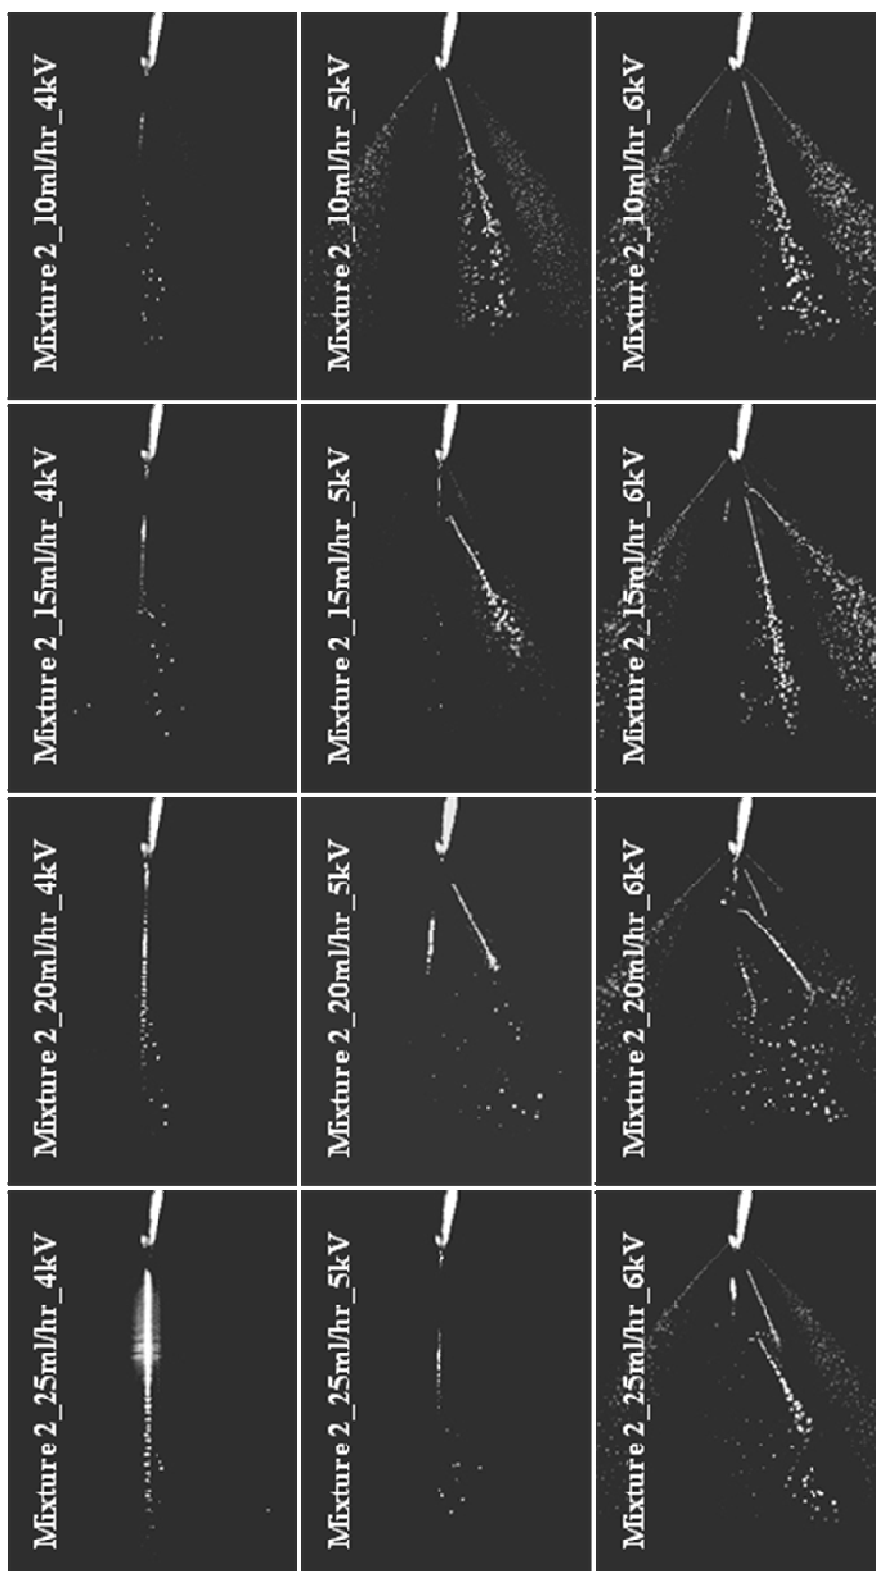 Mixture 2_10ml/hr_4kV
Mixture 2_10ml/hr_5kV
Mixture 2_10ml/hr_6kV
Mixture 2_15ml/hr_4kV
Mixture 2_15ml/hr_5kV
Mixture 2_15ml/hr_6kV
Mixture 2_20ml/hr_4kV
Mixture 2_20ml/hr_5kV
Mixture 2_20ml/hr_6kV
Mixture 2_25ml/hr_4kV
Mixture 2_25ml/hr_5kV
Mixture 2_25ml/hr_6kV